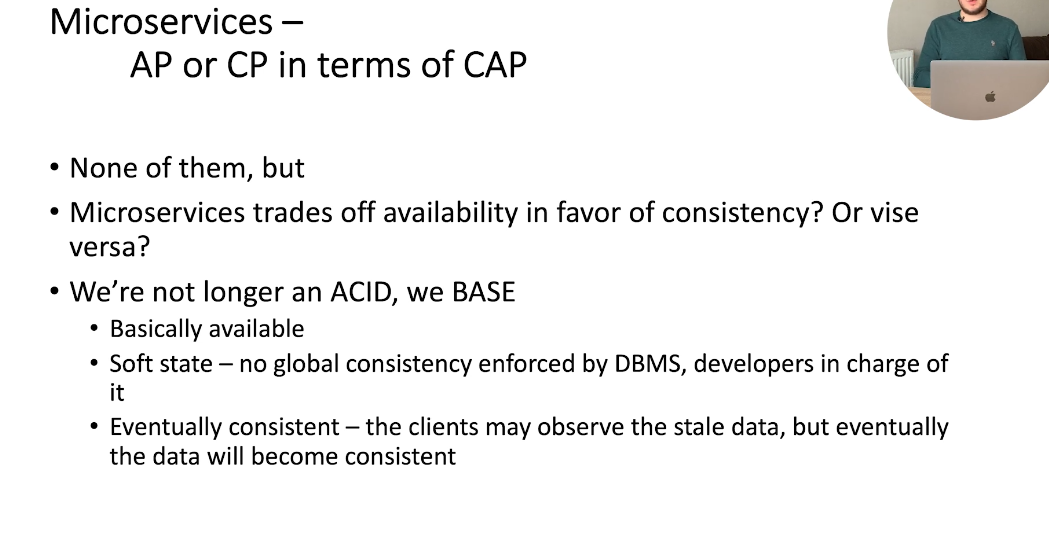 Microservices –
AP or CP in terms of CAP
• None of them, but
• Microservices trades off availability in favor of consistency? Or vise
versa?
• We’re not longer an ACID, we BASE
• Basically available
• Soft state – no global consistency enforced by DBMS, developers in charge of
it
• Eventually consistent – the clients may observe the stale data, but eventually
the data will become consistent